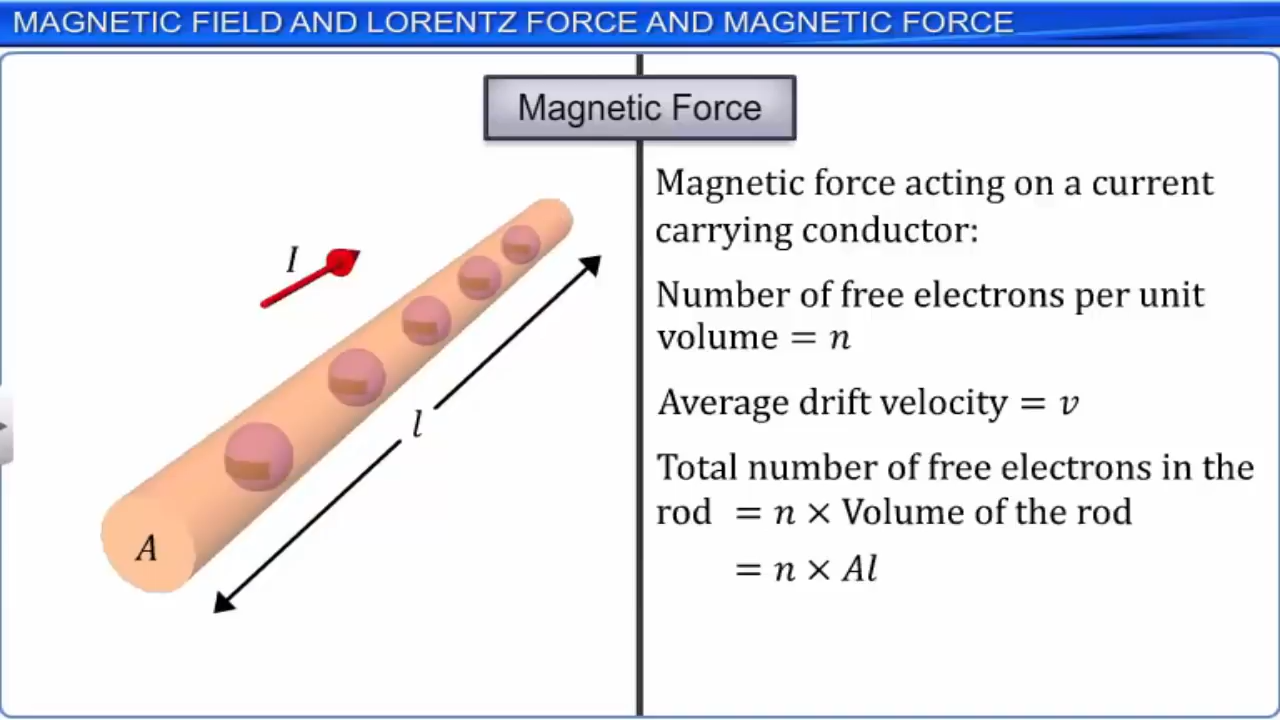 MAGNETIC FIELD AND LORENTZ FORCE AND MAGNETIC FORCE
Magnetic Force
I
l
A
Magnetic force acting on a current
carrying conductor:
Number of free electrons per unit
volume = n
Average drift velocity = v
Total number of free electrons in the
rod = n × Volume of the rod
= n × Al